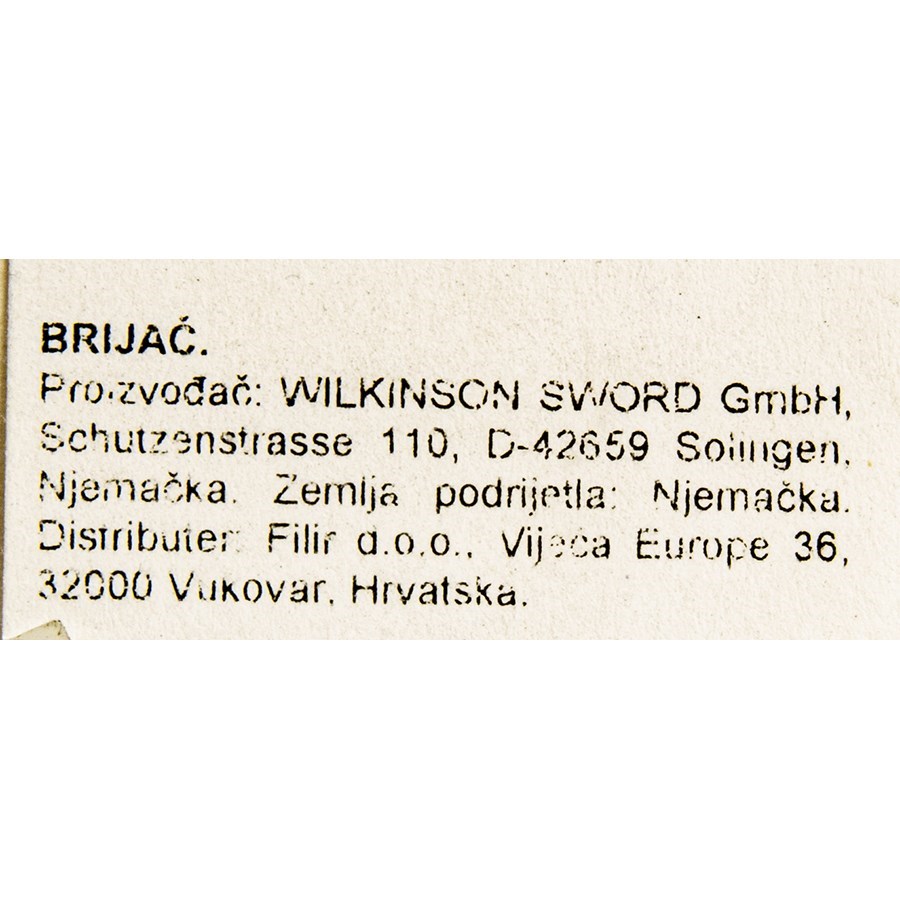 BRIJAĆ.
Proizvođač: WILKINSON SWORD GmbH,
Schutzenstrasse 110, D-42659 Solingen,
Njemačka. Zemlja podrijetla: Njemačka.
Distributer: Filir d.o.o., Vijeća Europe 36,
32000 Vukovar, Hrvatska.